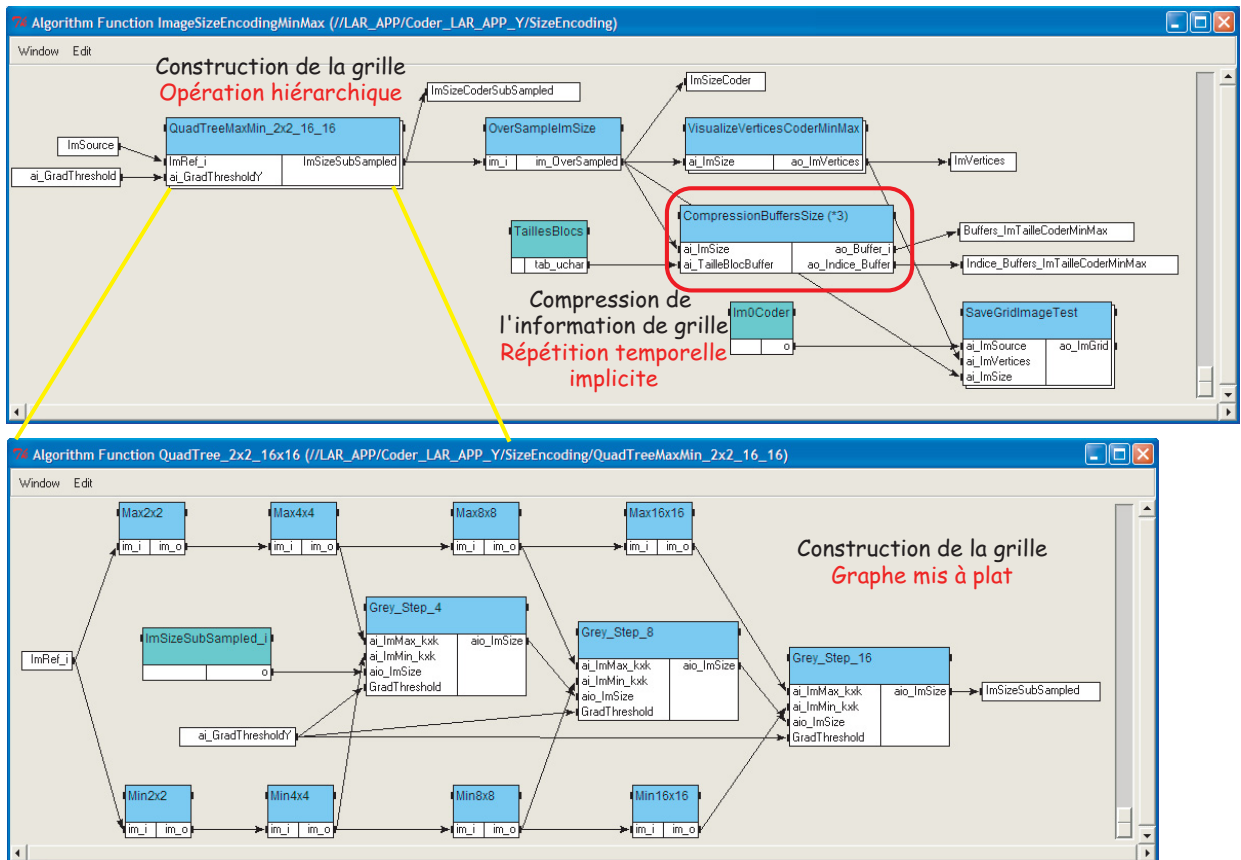 Algorithm Function ImageSizeEncodingMinMax (//LAR_APP/Coder_LAR_APP_Y/SizeEncoding)
Window Edit
Construction de la grille
Opération hiérarchique
ImSizeCoderSubSampled
ImSizeCoder
QuadTreeMaxMin_2x2_16_16
ImRef_i ImSizeSubSampled
ai_GradThresholdY
ImSource
ai_GradThreshold
OverSampleImSize
im_i im_OverSampled
VisualizeVerticesCoderMinMax
ai_ImSize ao_ImVertices
ImVertices
TaillesBlocs
tab_uchar
CompressionBuffersSize (*3)
ai_ImSize ao_Buffer_i
ai_TailleBlocBuffer ao_Indice_Buffer
Buffers_ImTailleCoderMinMax
Indice_Buffers_ImTailleCoderMinMax
Compression de
l'information de grille
Répétition temporelle
implicite
Im0Coder
o
SaveGridImageTest
ai_ImSource ao_ImGrid
ai_ImVertices
ai_ImSize
Algorithm Function QuadTree_2x2_16x16 (//LAR_APP/Coder_LAR_APP_Y/SizeEncoding/QuadTreeMaxMin_2x2_16_16)
Window Edit
Max2x2
im_i im_o
Max4x4
im_i im_o
Max8x8
im_i im_o
Max16x16
im_i im_o
Construction de la grille
Graphe mis à plat
ImRef_i
ImSizeSubSampled_i
o
ai_GradThresholdY
Grey_Step_4
ai_ImMax_kxk aio_ImSize
ai_ImMin_kxk
aio_ImSize
GradThreshold
Grey_Step_8
ai_ImMax_kxk aio_ImSize
ai_ImMin_kxk
aio_ImSize
GradThreshold
Grey_Step_16
ai_ImMax_kxk aio_ImSize
ai_ImMin_kxk
aio_ImSize
GradThreshold
ImSizeSubSampled
Min2x2
im_i im_o
Min4x4
im_i im_o
Min8x8
im_i im_o
Min16x16
im_i im_o